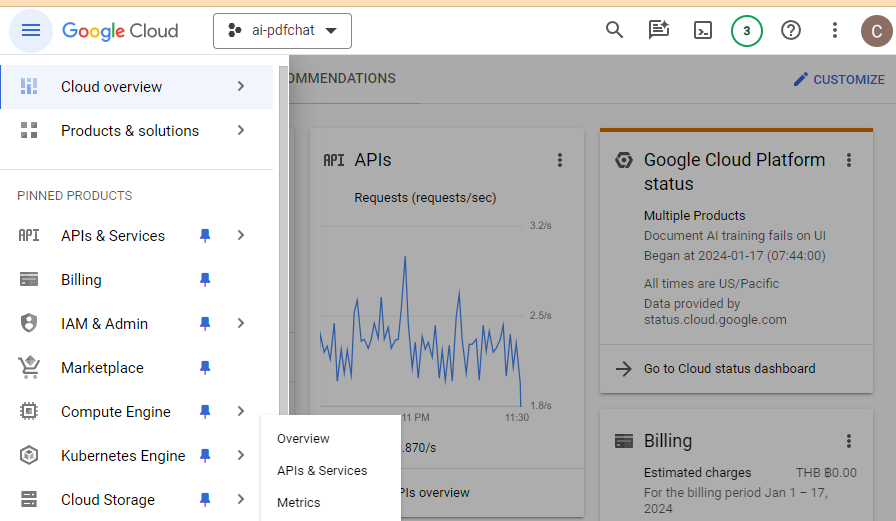 Google Cloud
ai-pdfchat
3
C
Cloud overview
Products & solutions
PINNED PRODUCTS
API
APIs & Services
Billing
IAM & Admin
Marketplace
Compute Engine
Kubernetes Engine
Cloud Storage
Overview
APIs & Services
Metrics
OMMENDATIONS
CUSTOMIZE
API
APIs
Requests (requests/sec)
3.2/s
2.5/s
1.8/s
11 PM
11:30
.870/s
PIs overview
Google Cloud Platform
status
Multiple Products
Document AI training fails on UI
Began at 2024-01-17 (07:44:00)
All times are US/Pacific
Data provided by
status.cloud.google.com
Go to Cloud status dashboard
Billing
Estimated charges THB ฿0.00
For the billing period Jan 1 – 17,
2024